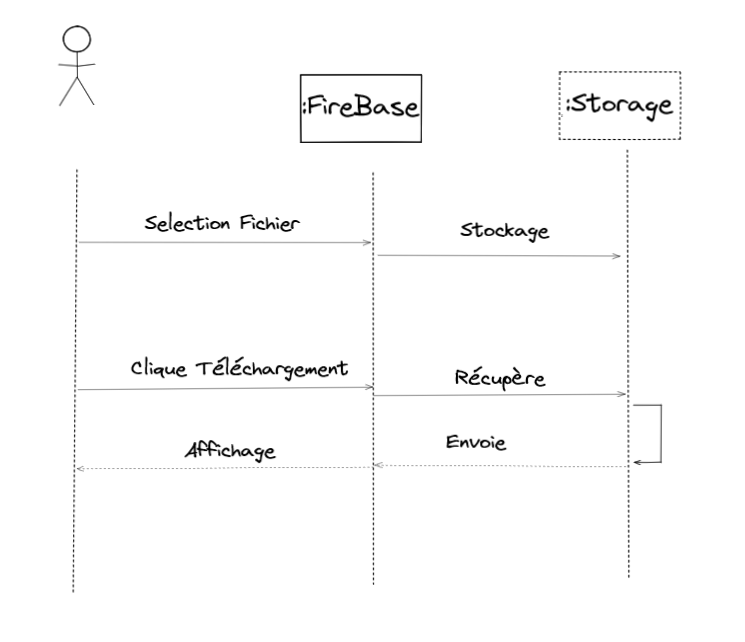 :FireBase
:Storage
Selection Fichier
Stockage
Clique Téléchargement
Récupère
Affichage
Envoie